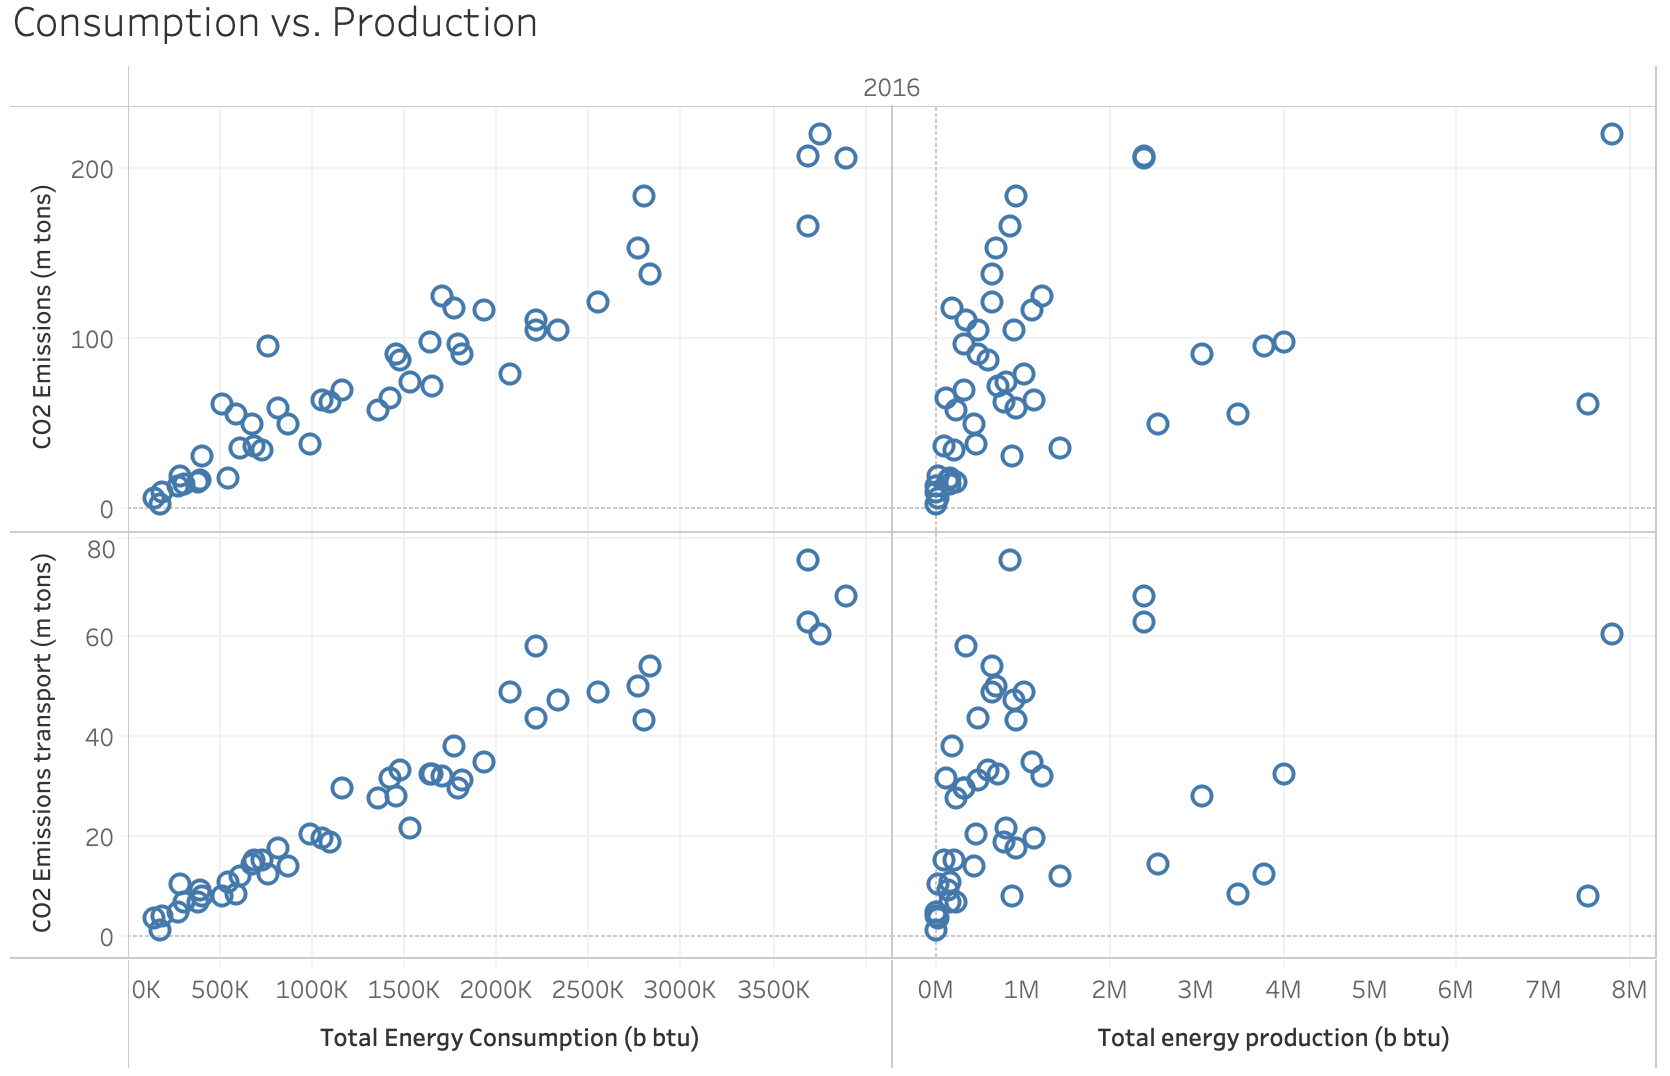 Consumption vs. Production
2016
CO2 Emissions (m tons)
200
100
0
CO2 Emissions transport (m tons)
80
60
40
20
0
0K 500K 1000K 1500K 2000K 2500K 3000K 3500K
0M 1M 2M 3M 4M 5M 6M 7M 8M
Total Energy Consumption (b btu)
Total energy production (b btu)